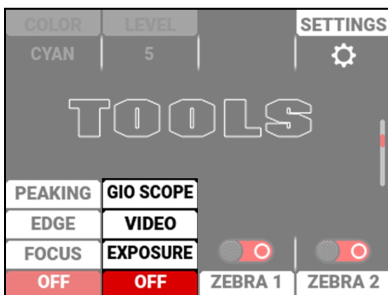 COLOR LEVEL SETTINGS
CYAN 5
TOOLS
PEAKING GIO SCOPE
EDGE VIDEO
FOCUS EXPOSURE
OFF OFF ZEBRA 1 ZEBRA 2